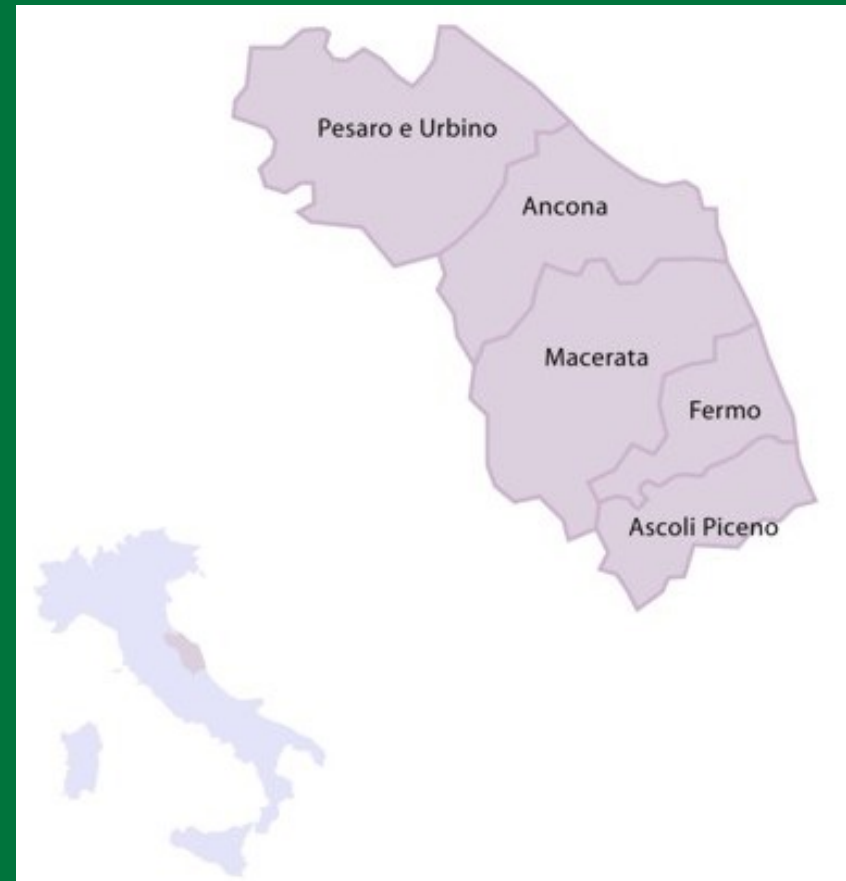 Pesaro e Urbino
Ancona
Macerata
Fermo
Ascoli Piceno